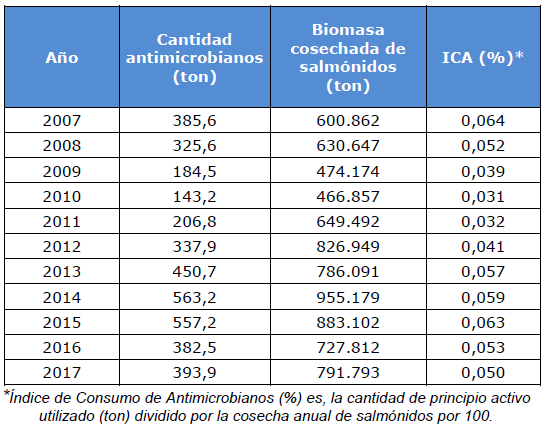 Año Cantidad antimicrobianos (ton) Biomasa cosechada de salmónidos (ton) ICA (%)*
2007 385,6 600.862 0,064
2008 325,6 630.647 0,052
2009 184,5 474.174 0,039
2010 143,2 466.857 0,031
2011 206,8 649.492 0,032
2012 337,9 826.949 0,041
2013 450,7 786.091 0,057
2014 563,2 955.179 0,059
2015 557,2 883.102 0,063
2016 382,5 727.812 0,053
2017 393,9 791.793 0,050
*Índice de Consumo de Antimicrobianos (%) es, la cantidad de principio activo
utilizado (ton) dividido por la cosecha anual de salmónidos por 100.